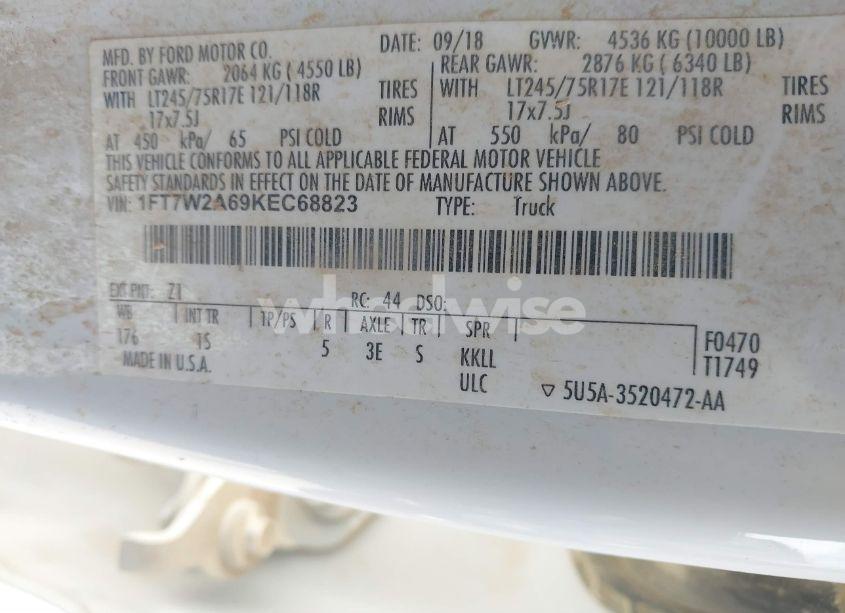 MFD. BY FORD MOTOR CO.
DATE: 09/18 GVWR: 4536 KG (10000 LB)
FRONT GAWR: 2064 KG ( 4550 LB)
REAR GAWR: 2876 KG ( 6340 LB)
WITH LT245/75R17E 121/118R TIRES
WITH LT245/75R17E 121/118R TIRES
17x7.5J RIMS
17x7.5J RIMS
AT 450 kPa/ 65 PSI COLD
AT 550 kPa/ 80 PSI COLD
THIS VEHICLE CONFORMS TO ALL APPLICABLE FEDERAL MOTOR VEHICLE
SAFETY STANDARDS IN EFFECT ON THE DATE OF MANUFACTURE SHOWN ABOVE.
VIN: 1FT7W2A69KEC68823 TYPE: Truck
EXT PNT: Z1 RC: 44 DSO:
wheelwise
WB INT TR TP/PS R AXLE TR SPR
176 1S 5 3E S KKLL
F0470
T1749
MADE IN U.S.A. ULC
5U5A-3520472-AA